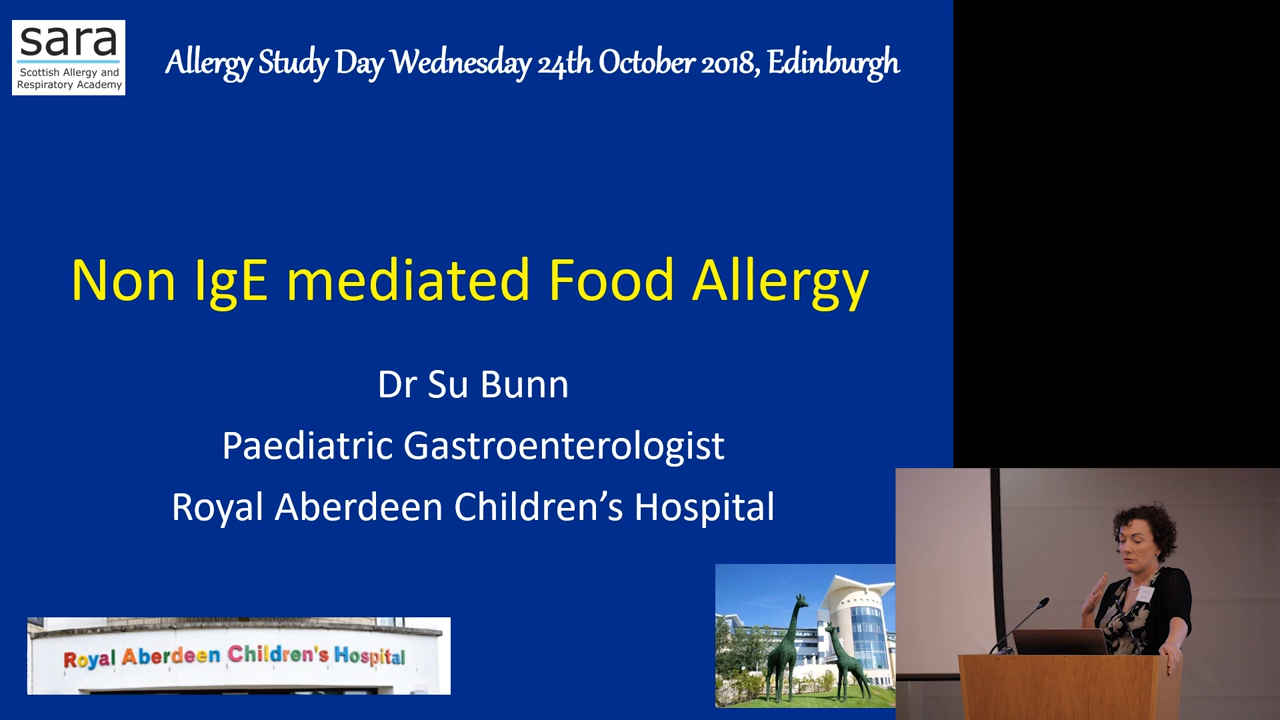 sara
Scottish Allergy and
Respiratory Academy
Allergy Study Day Wednesday 24th October 2018, Edinburgh
Non IgE mediated Food Allergy
Dr Su Bunn
Paediatric Gastroenterologist
Royal Aberdeen Children’s Hospital
Royal Aberdeen Children's Hospital